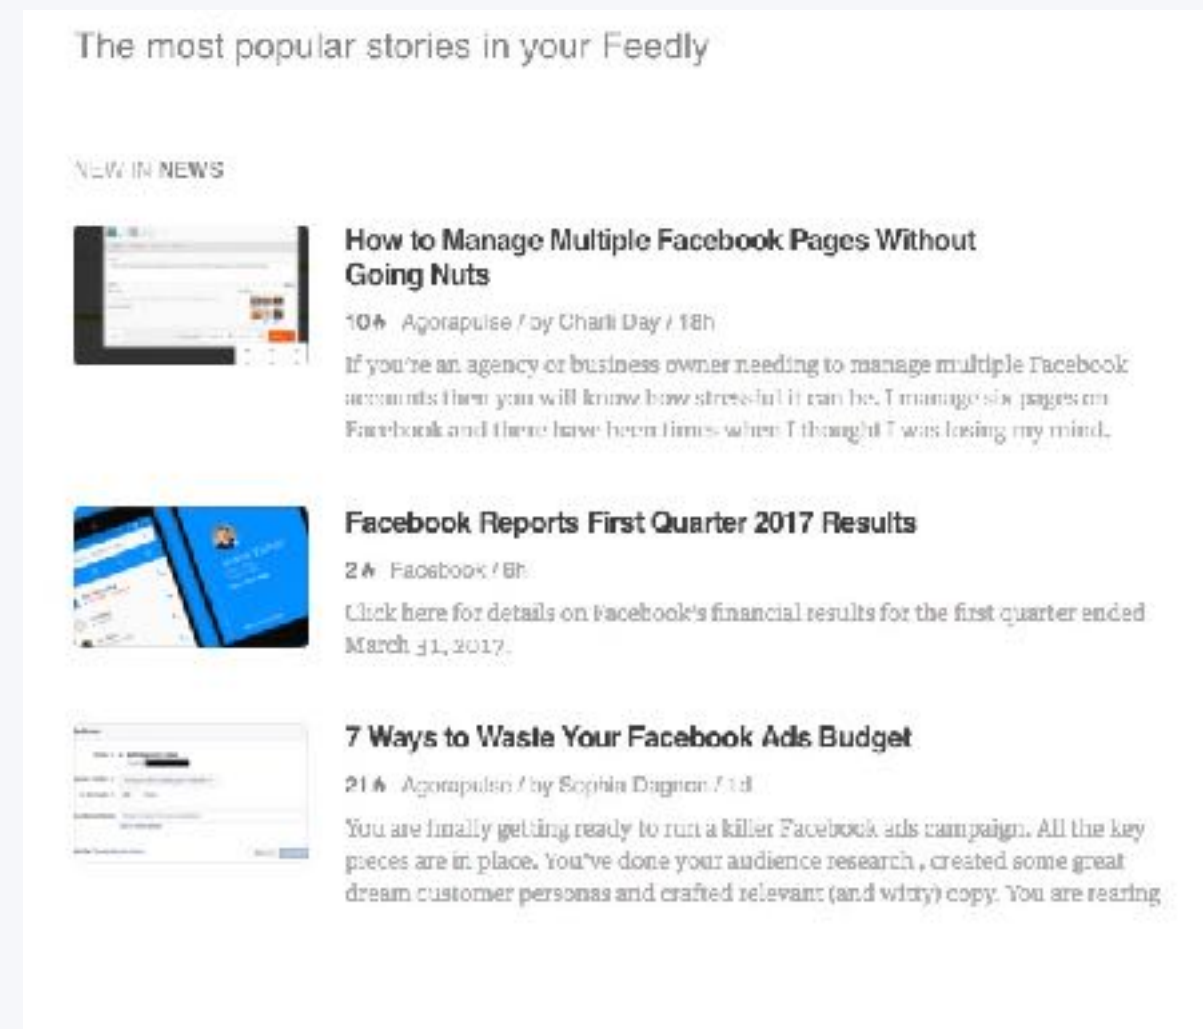 The most popular stories in your Feedly
NEW IN NEWS
How to Manage Multiple Facebook Pages Without
Going Nuts
10 Agorapulse / by Charli Day / 18h
If you're an agency or business owner needing to manage multiple Facebook
accounts then you will know how stressful it can be. I manage six pages on
Facebook and there have been times when I thought I was losing my mind.
Facebook Reports First Quarter 2017 Results
2 Facebook / 6h
Click here for details on Facebook's financial results for the first quarter ended
March 31, 2017.
7 Ways to Waste Your Facebook Ads Budget
21 Agorapulse / by Sophia Dagnon / 1d
You are finally getting ready to run a killer Facebook ads campaign. All the key
pieces are in place. You've done your audience research , created some great
dream customer personas and crafted relevant (and witty) copy. You are rearing